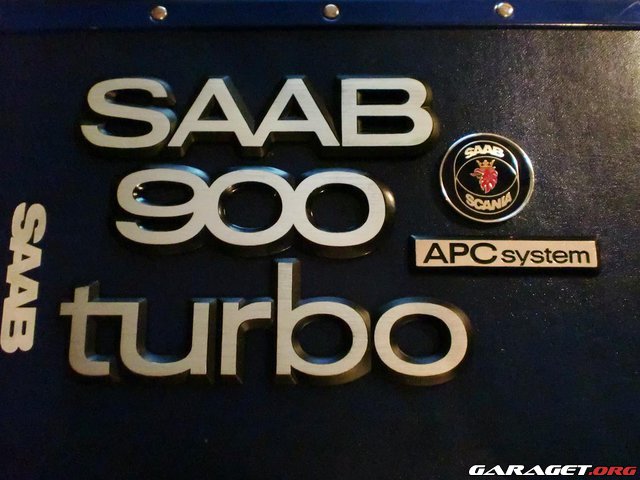 SAAB
900
turbo
SAAB
SCANIA
APC system
SAAB
GARAGET.ORG